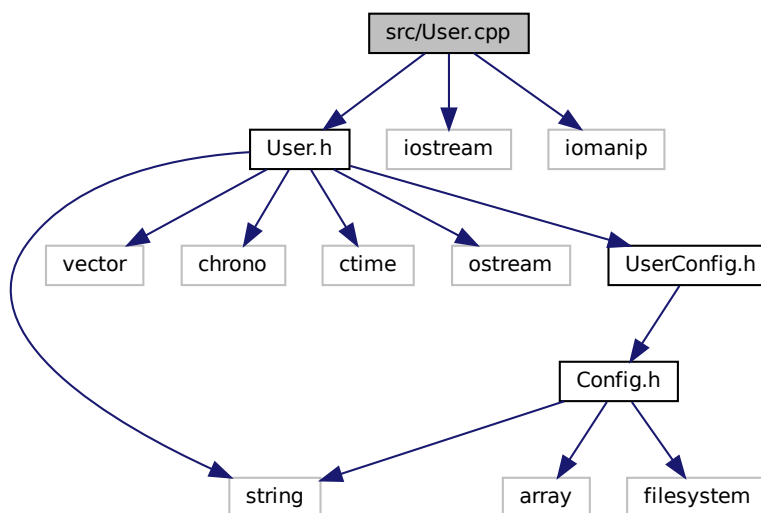 src/User.cpp
User.h
iostream
iomanip
vector
chrono
ctime
ostream
UserConfig.h
Config.h
string
array
filesystem